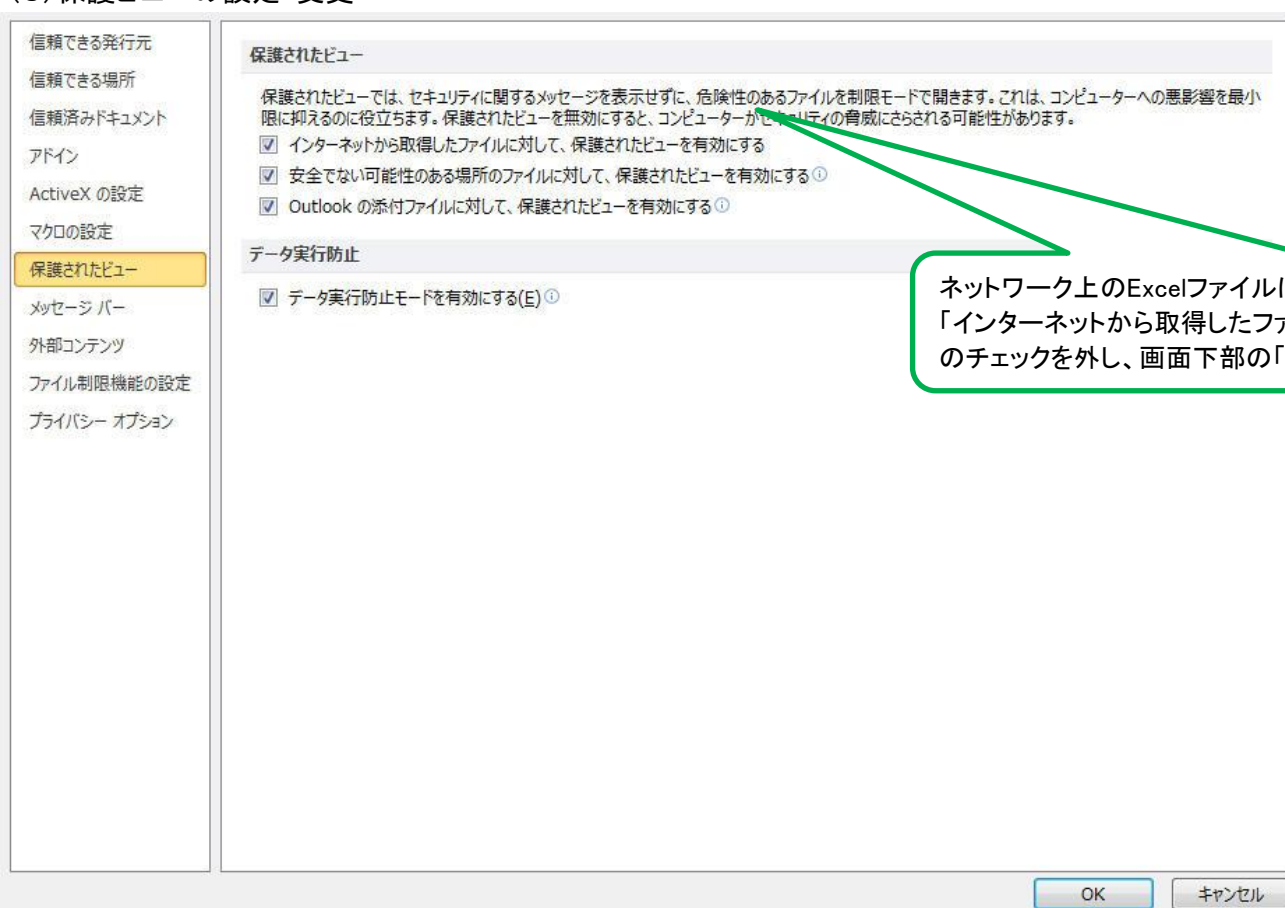 信頼できる発行元
信頼できる場所
信頼済みドキュメント
アドイン
ActiveX の設定
マクロの設定
保護されたビュー
メッセージ バー
外部コンテンツ
ファイル制限機能の設定
プライバシー オプション
保護されたビュー
保護されたビューでは、セキュリティに関するメッセージを表示せずに、危険性のあるファイルを制限モードで開きます。これは、コンピューターへの悪影響を最小
限に抑えるのに役立ちます。保護されたビューを無効にすると、コンピューターがセキュリティの脅威にさらされる可能性があります。
インターネットから取得したファイルに対して、保護されたビューを有効にする
安全でない可能性のある場所のファイルに対して、保護されたビューを有効にする
Outlook の添付ファイルに対して、保護されたビューを有効にする
データ実行防止
データ実行防止モードを有効にする(E)
ネットワーク上のExcelファイル
「インターネットから取得したファ
のチェックを外し、画面下部の「
OK
キャンセル